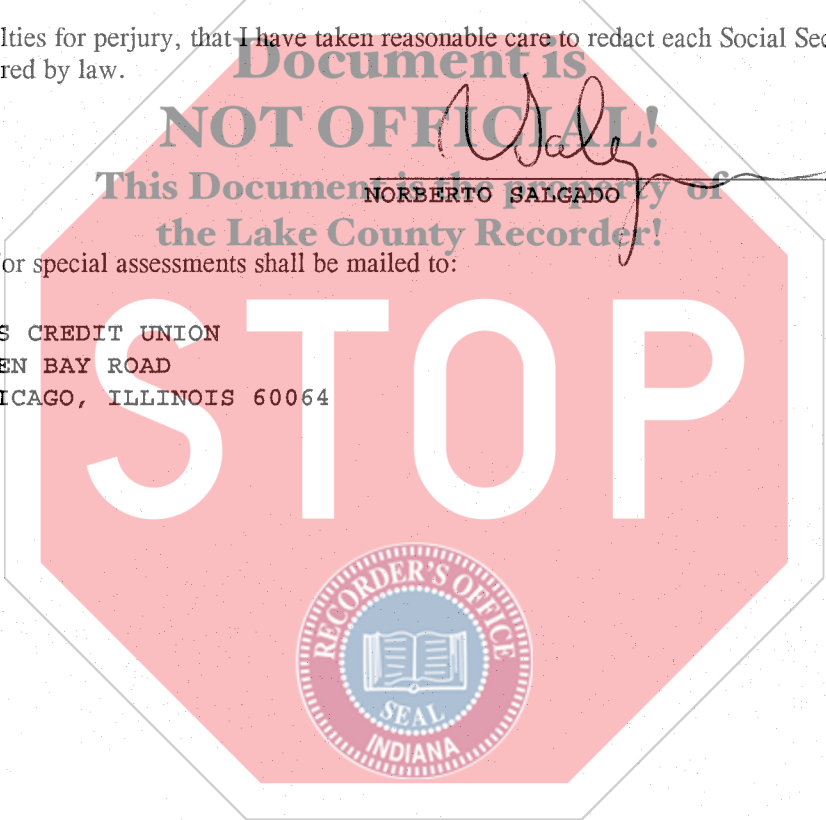 lties for perjury, that I have taken reasonable care to redact each Social Sec
red by law.
Document is
NOT OFFICIAL!
This Document is the property of
the Lake County Recorder!
NORBERTO SALGADO
or special assessments shall be mailed to:
S CREDIT UNION
EN BAY ROAD
ICAGO, ILLINOIS 60064
STOP
RECORDER'S OFFICE
SEAL
INDIANA